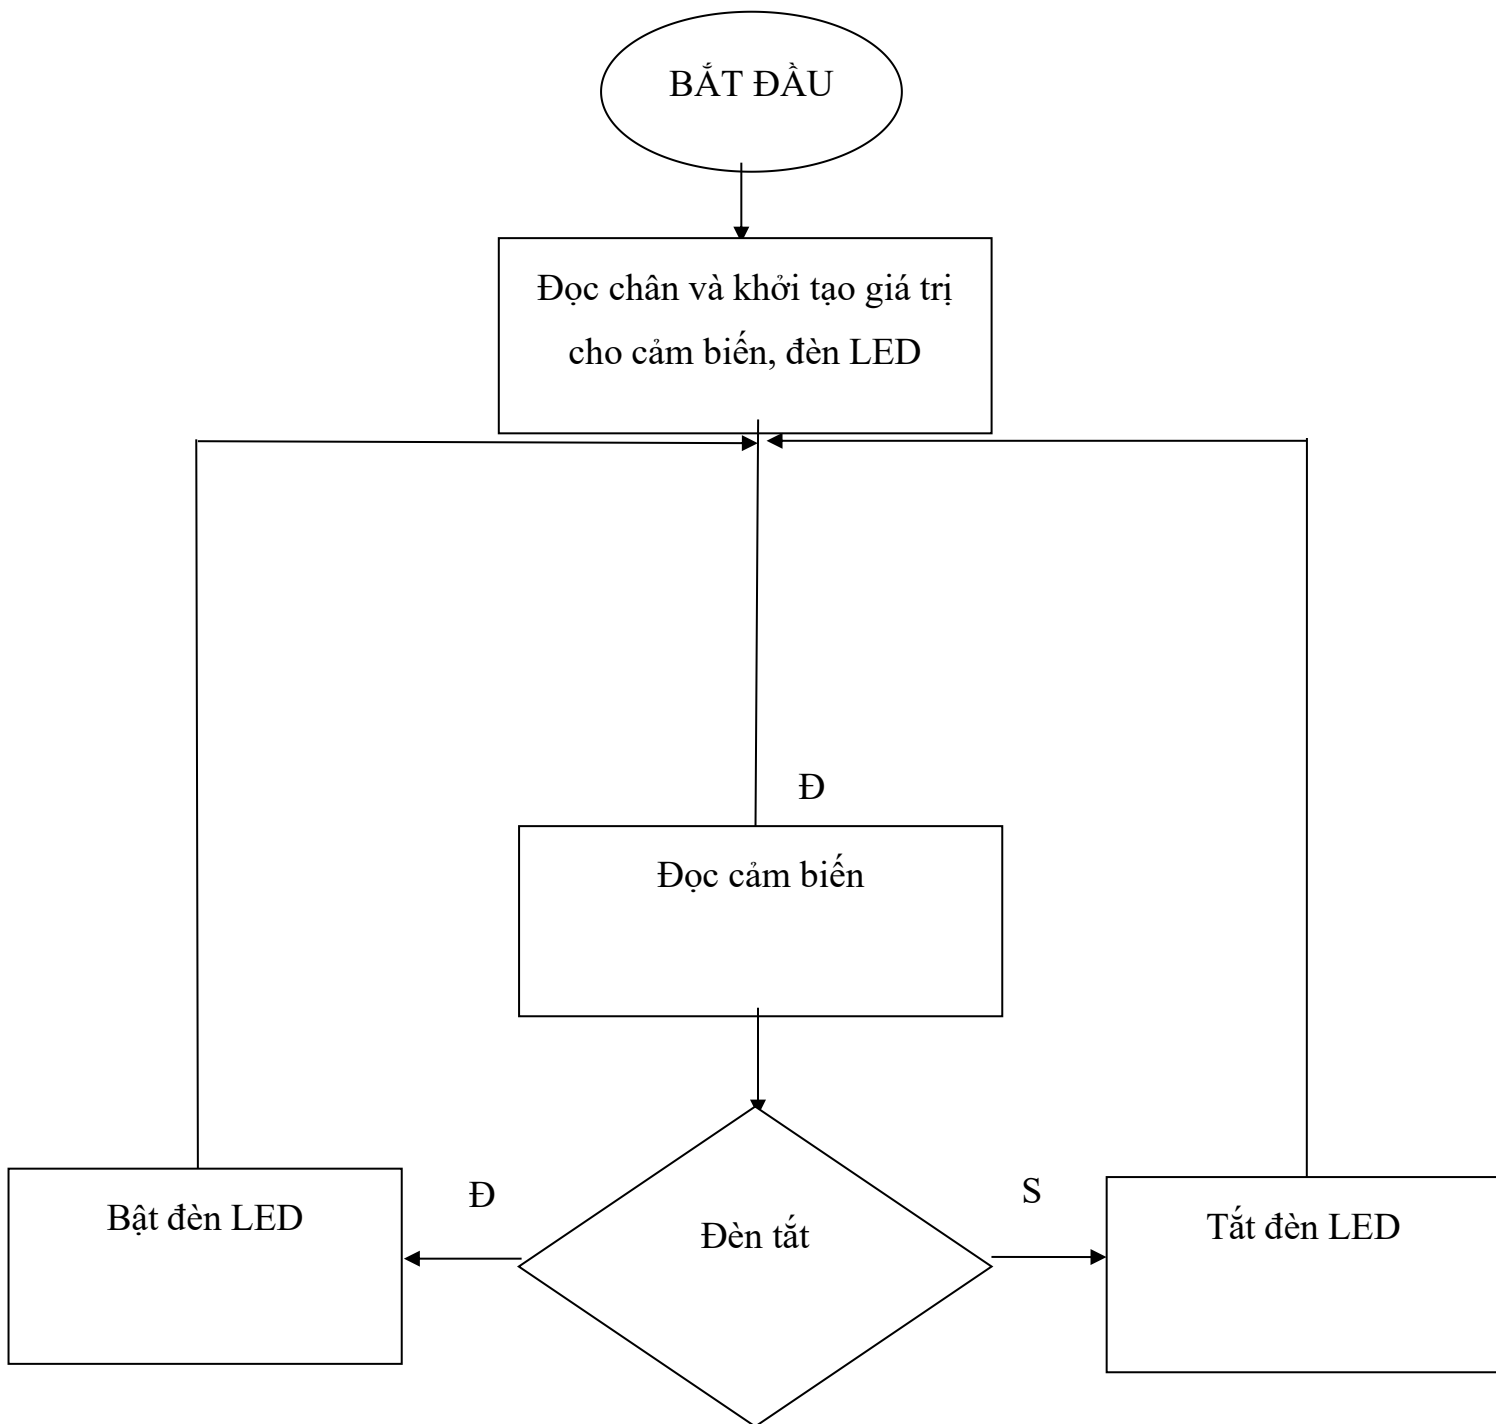 BẮT ĐẦU
Đọc chân và khởi tạo giá trị
cho cảm biến, đèn LED
Đ
Đọc cảm biến
Đ
S
Bật đèn LED
Đèn tắt
Tắt đèn LED